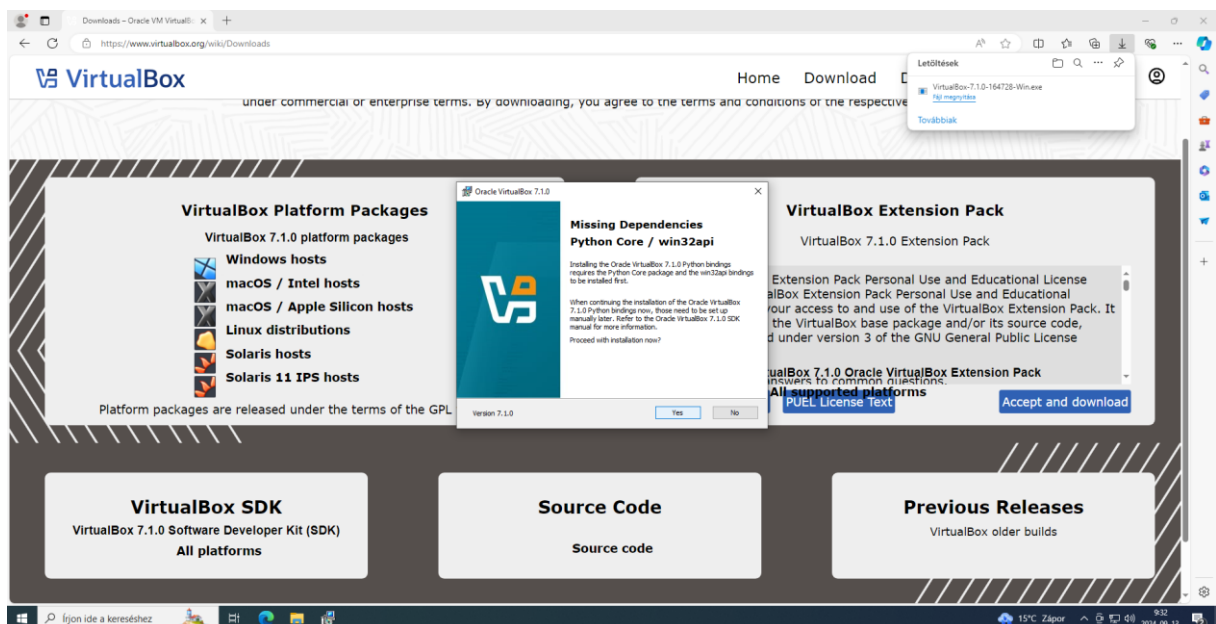 Downloads – Oracle VM VirtualBo
https://www.virtualbox.org/wiki/Downloads
VirtualBox
Home Download
Letöltések
VirtualBox-7.1.0-164728-Win.exe
Fájl megnyitása
Továbbiak
under commercial or enterprise terms. By downloading, you agree to the terms and conditions of the respective
VirtualBox Platform Packages
VirtualBox 7.1.0 platform packages
Windows hosts
macOS / Intel hosts
macOS / Apple Silicon hosts
Linux distributions
Solaris hosts
Solaris 11 IPS hosts
Platform packages are released under the terms of the GPL
Oracle VirtualBox 7.1.0
Missing Dependencies
Python Core / win32api
Installing the Oracle VirtualBox 7.1.0 Python bindings
requires the Python Core package and the win32api bindings
to be installed first.
When continuing the installation of the Oracle VirtualBox
7.1.0 Python bindings now, those need to be set up
manually later. Refer to the Oracle VirtualBox 7.1.0 SDK
manual for more information.
Proceed with installation now?
Version 7.1.0
Yes
No
VirtualBox Extension Pack
VirtualBox 7.1.0 Extension Pack
Extension Pack Personal Use and Educational License
alBox Extension Pack Personal Use and Educational
our access to and use of the VirtualBox Extension Pack. It
the VirtualBox base package and/or its source code,
d under version 3 of the GNU General Public License
ualBox 7.1.0 Oracle VirtualBox Extension Pack
answers to common questions.
All supported platforms
PUEL License Text
Accept and download
VirtualBox SDK
VirtualBox 7.1.0 Software Developer Kit (SDK)
All platforms
Source Code
Source code
Previous Releases
VirtualBox older builds
Írjon ide a kereséshez
15°C Zápor
9:32
2024. 09. 13.